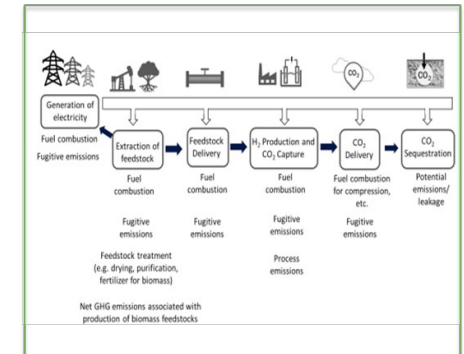 CO₂
CO₂
Generation of
electricity
Fuel combustion
Fugitive emissions
Extraction of
feedstock
Fuel
combustion
Fugitive
emissions
Feedstock treatment
(e.g. drying, purification,
fertilizer for biomass)
Net GHG emissions associated with
production of biomass feedstocks
Feedstock
Delivery
Fuel
combustion
Fugitive
emissions
H₂ Production and
CO₂ Capture
Fuel
combustion
Fugitive
emissions
Process
emissions
CO₂
Delivery
Fuel combustion
for compression,
etc.
Fugitive
emissions
CO₂
Sequestration
Potential
emissions/
leakage